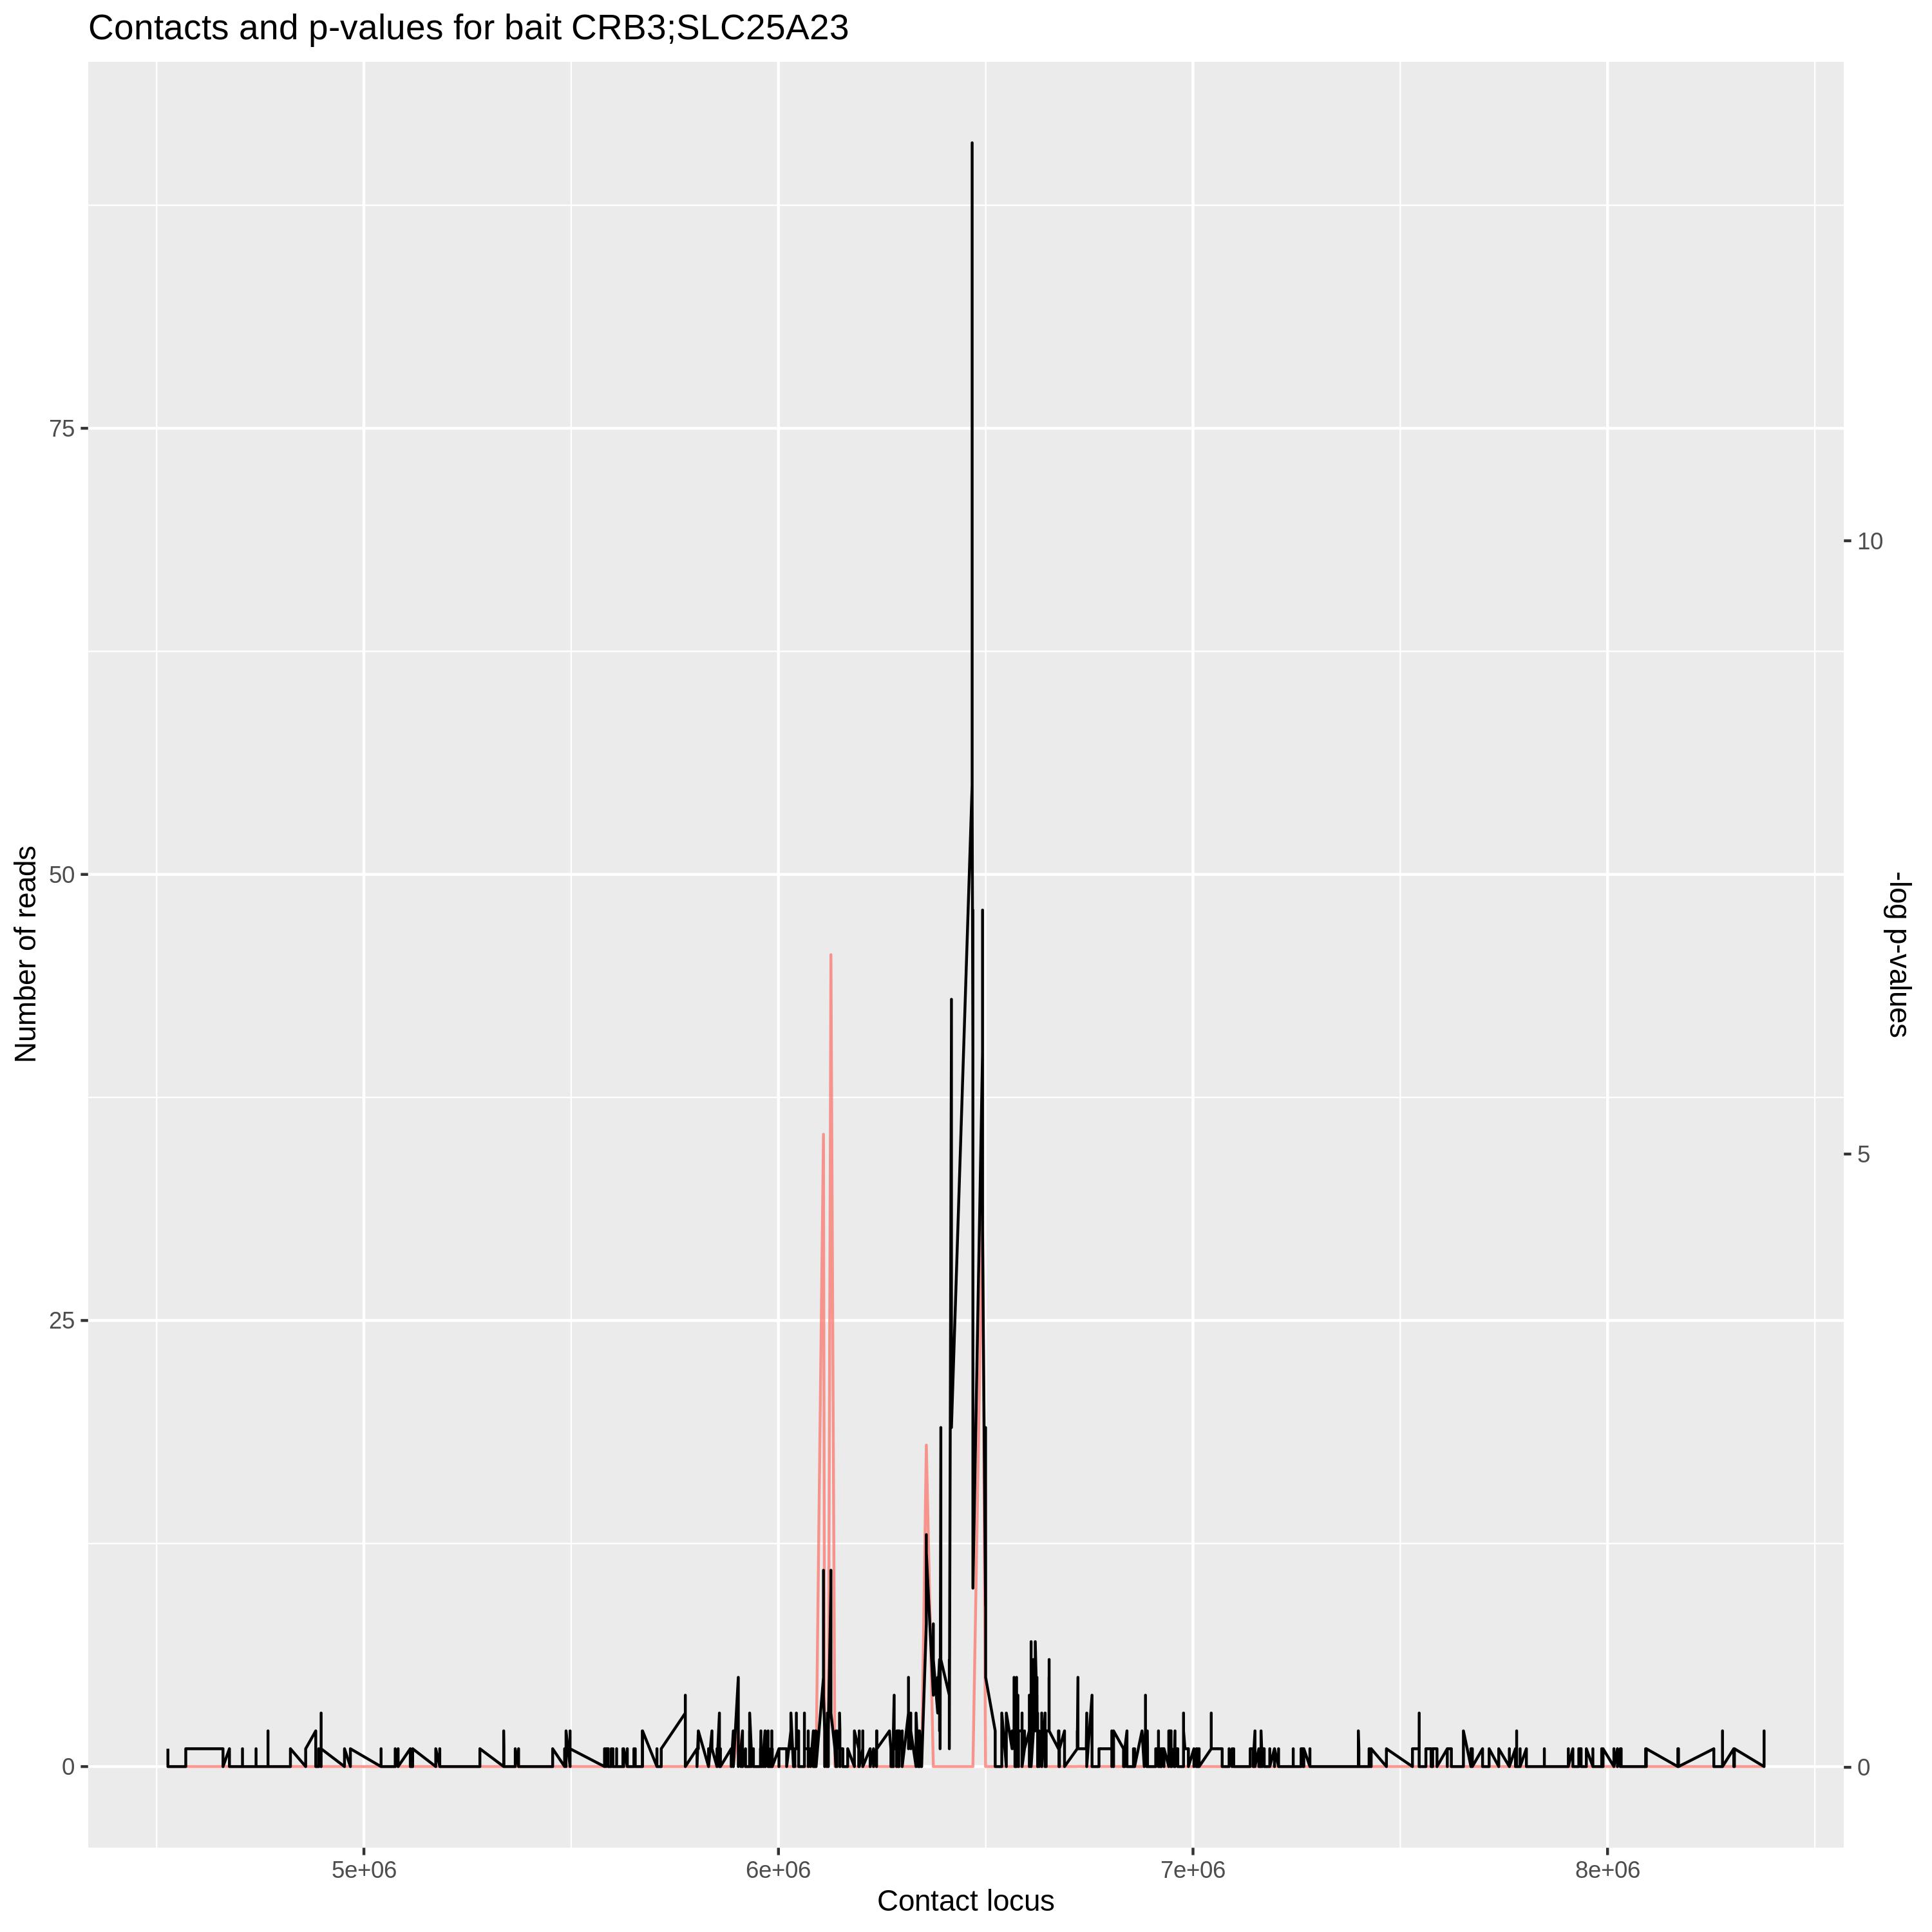 Contacts and p-values for bait CRB3;SLC25A23
Number of reads
75
50
25
0
10
5
0
-log p-values
5e+06
6e+06
7e+06
8e+06
Contact locus